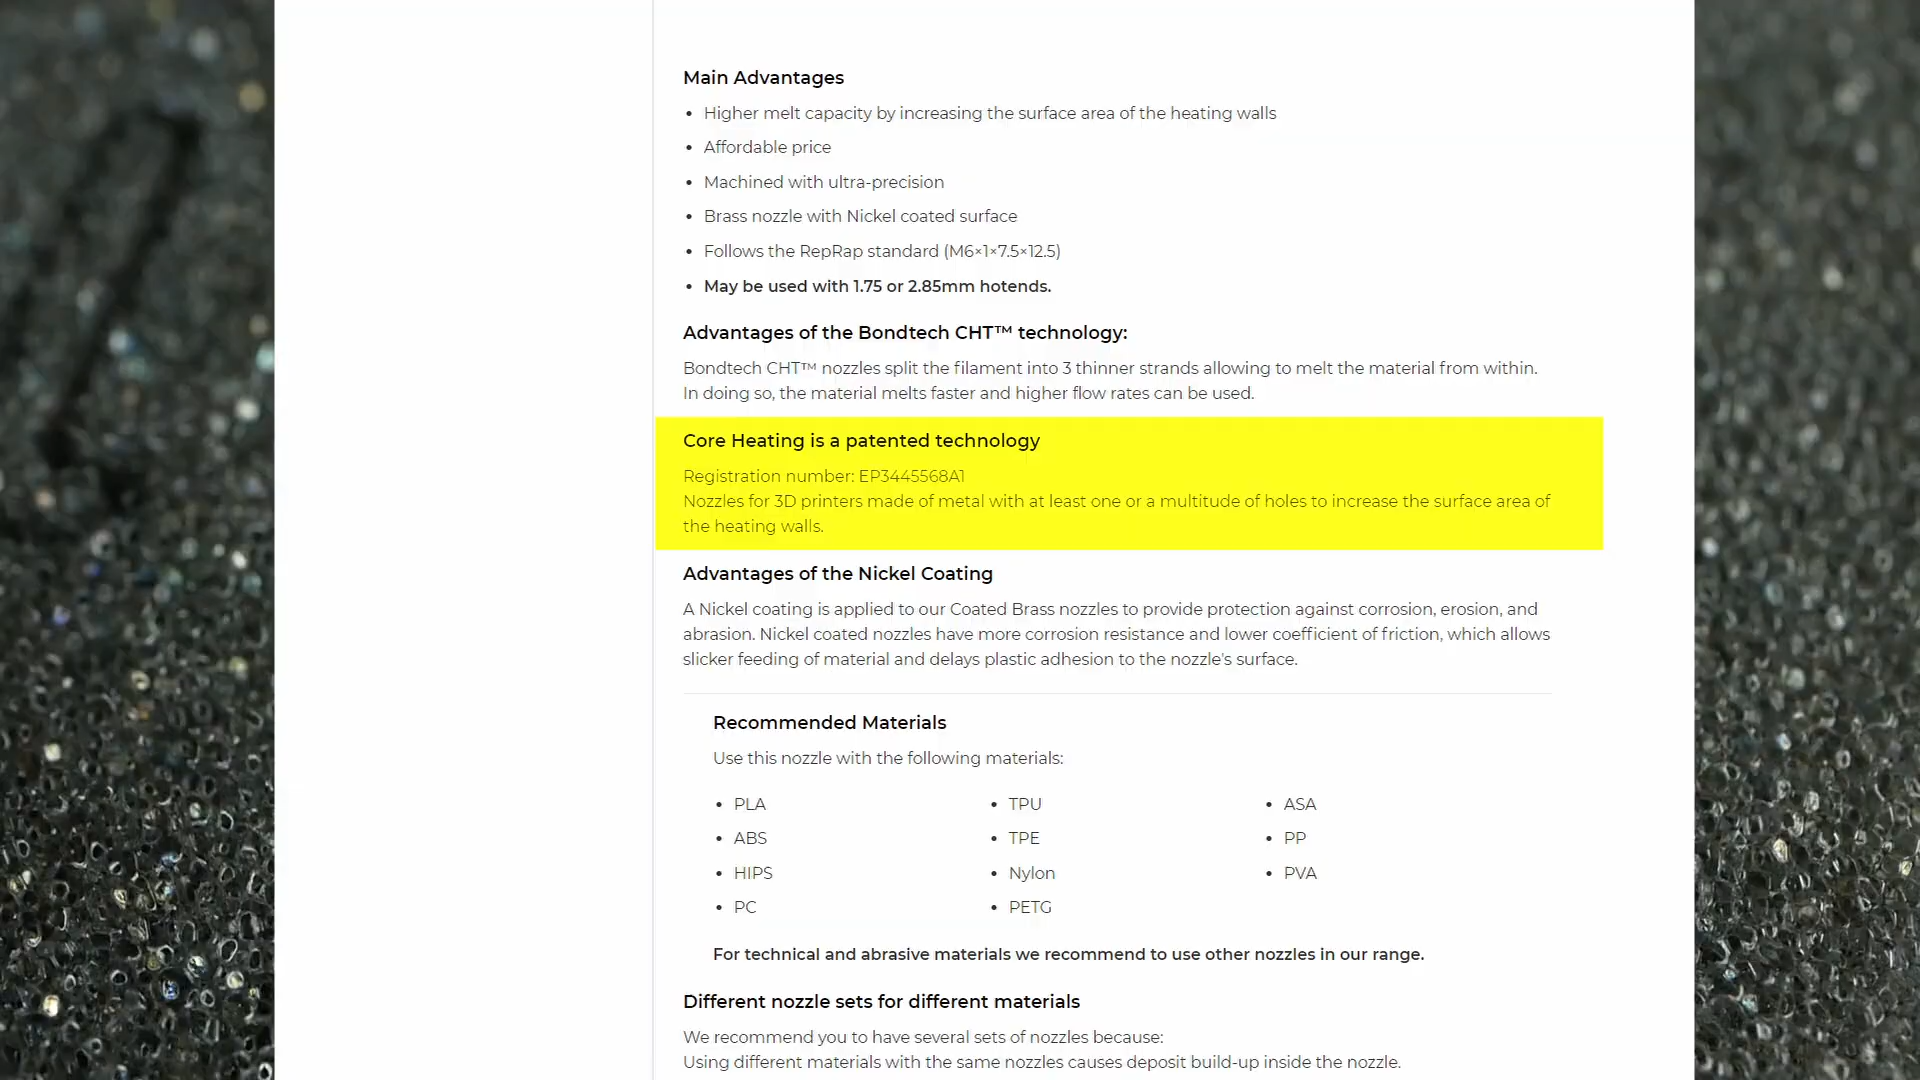 Main Advantages
• Higher melt capacity by increasing the surface area of the heating walls
• Affordable price
• Machined with ultra-precision
• Brass nozzle with Nickel coated surface
• Follows the RepRap standard (M6×1×7.5×12.5)
• May be used with 1.75 or 2.85mm hotends.
Advantages of the Bondtech CHT™ technology:
Bondtech CHT™ nozzles split the filament into 3 thinner strands allowing to melt the material from within.
In doing so, the material melts faster and higher flow rates can be used.
Core Heating is a patented technology
Registration number: EP3445568A1
Nozzles for 3D printers made of metal with at least one or a multitude of holes to increase the surface area of
the heating walls.
Advantages of the Nickel Coating
A Nickel coating is applied to our Coated Brass nozzles to provide protection against corrosion, erosion, and
abrasion. Nickel coated nozzles have more corrosion resistance and lower coefficient of friction, which allows
slicker feeding of material and delays plastic adhesion to the nozzle's surface.
Recommended Materials
Use this nozzle with the following materials:
• PLA
• ABS
• HIPS
• PC
• TPU
• TPE
• Nylon
• PETG
• ASA
• PP
• PVA
For technical and abrasive materials we recommend to use other nozzles in our range.
Different nozzle sets for different materials
We recommend you to have several sets of nozzles because:
Using different materials with the same nozzles causes deposit build-up inside the nozzle.